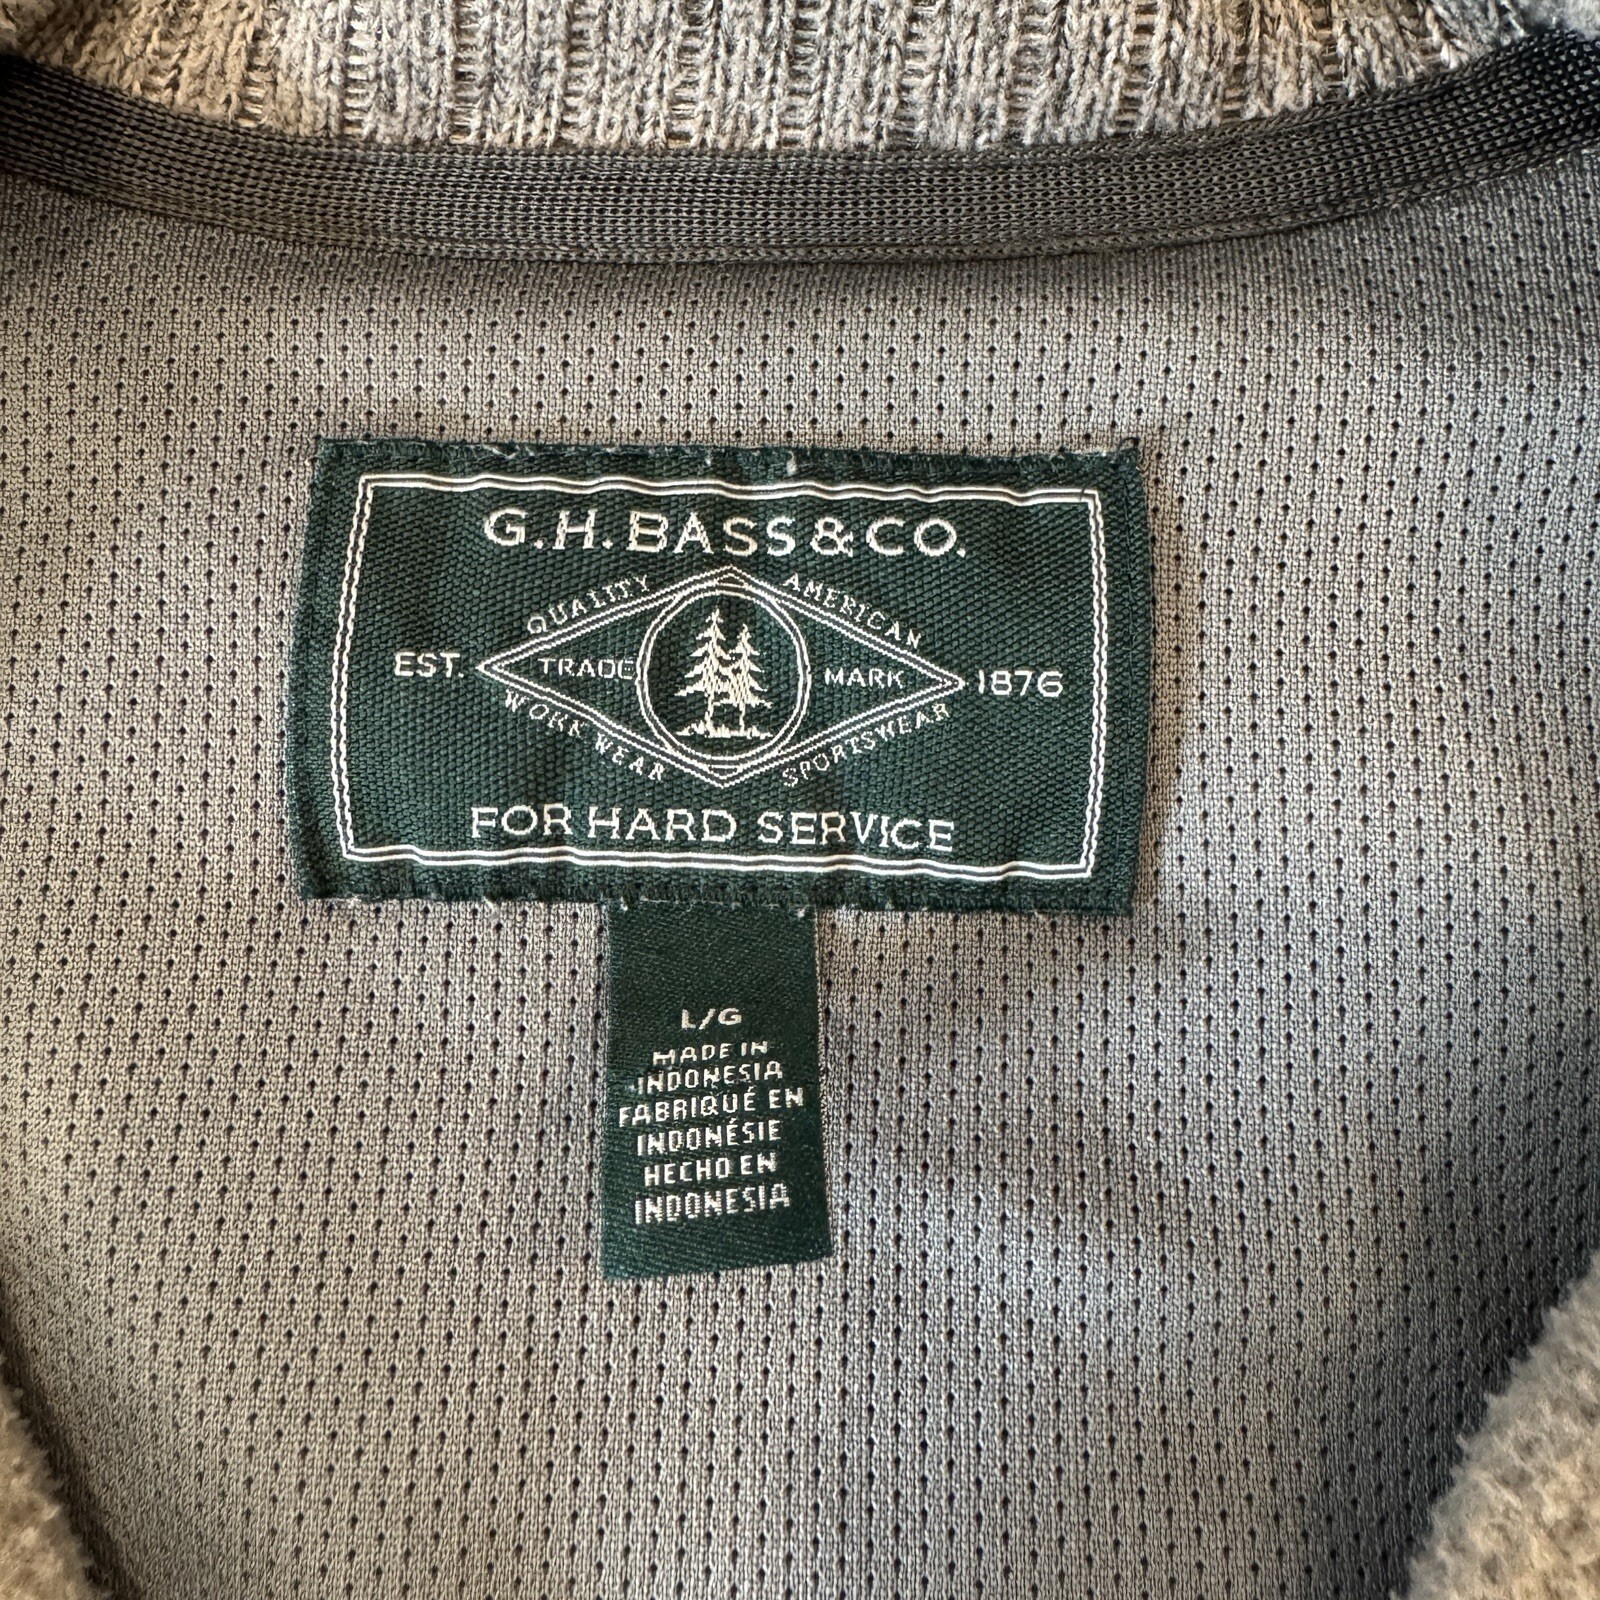 G.H. BASS & CO.
QUALITY AMERICAN
EST. TRADE MARK 1876
WORK WEAR SPORTSWEAR
FOR HARD SERVICE
L/G
MADE IN
INDONESIA
FABRIQUÉ EN
INDONÉSIE
HECHO EN
INDONESIA